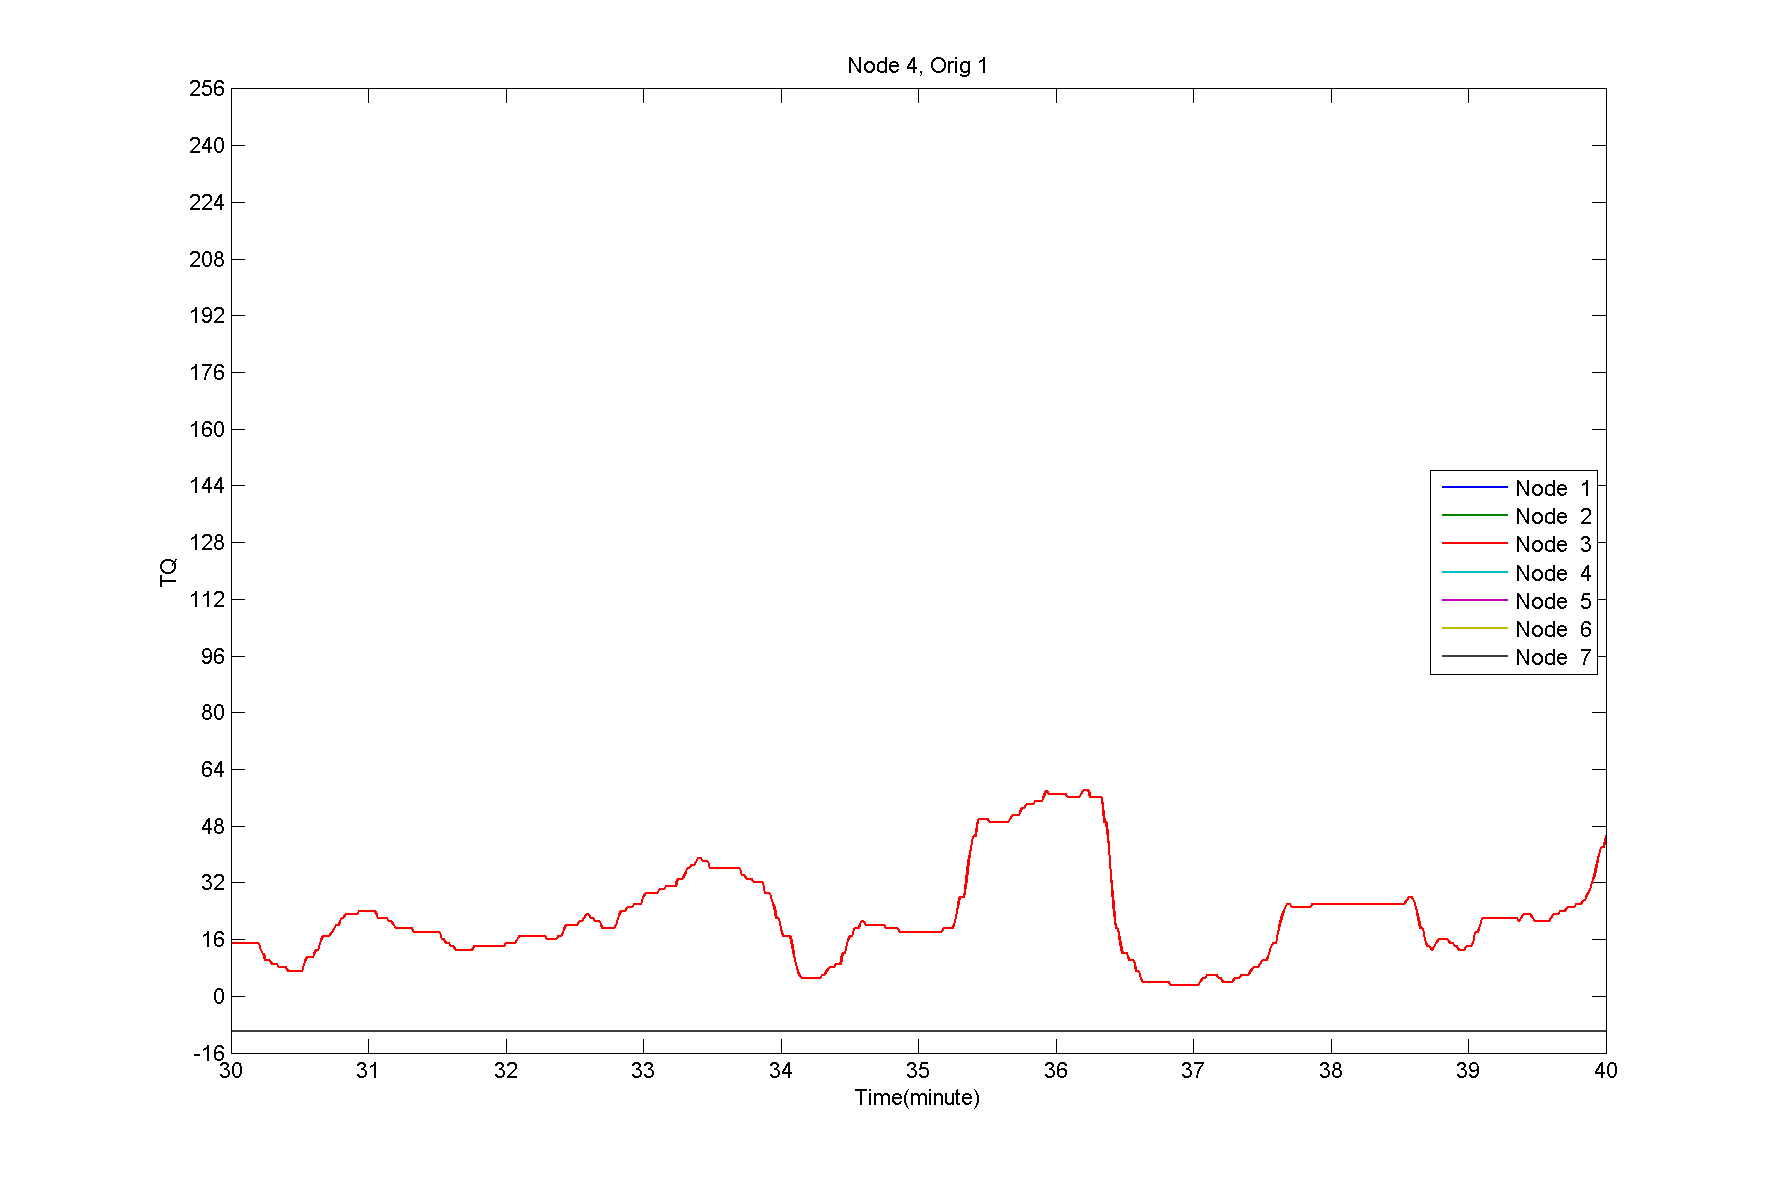 Node 4, Orig 1
256
240
224
208
192
176
160
144
128
112
96
80
64
48
32
16
0
-16
TQ
Node 1
Node 2
Node 3
Node 4
Node 5
Node 6
Node 7
30 31 32 33 34 35 36 37 38 39 40
Time(minute)